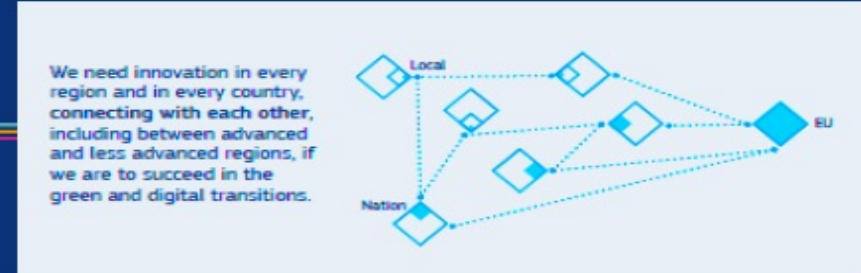 We need innovation in every
region and in every country,
connecting with each other,
including between advanced
and less advanced regions, if
we are to succeed in the
green and digital transitions.
Local
EU
Nation